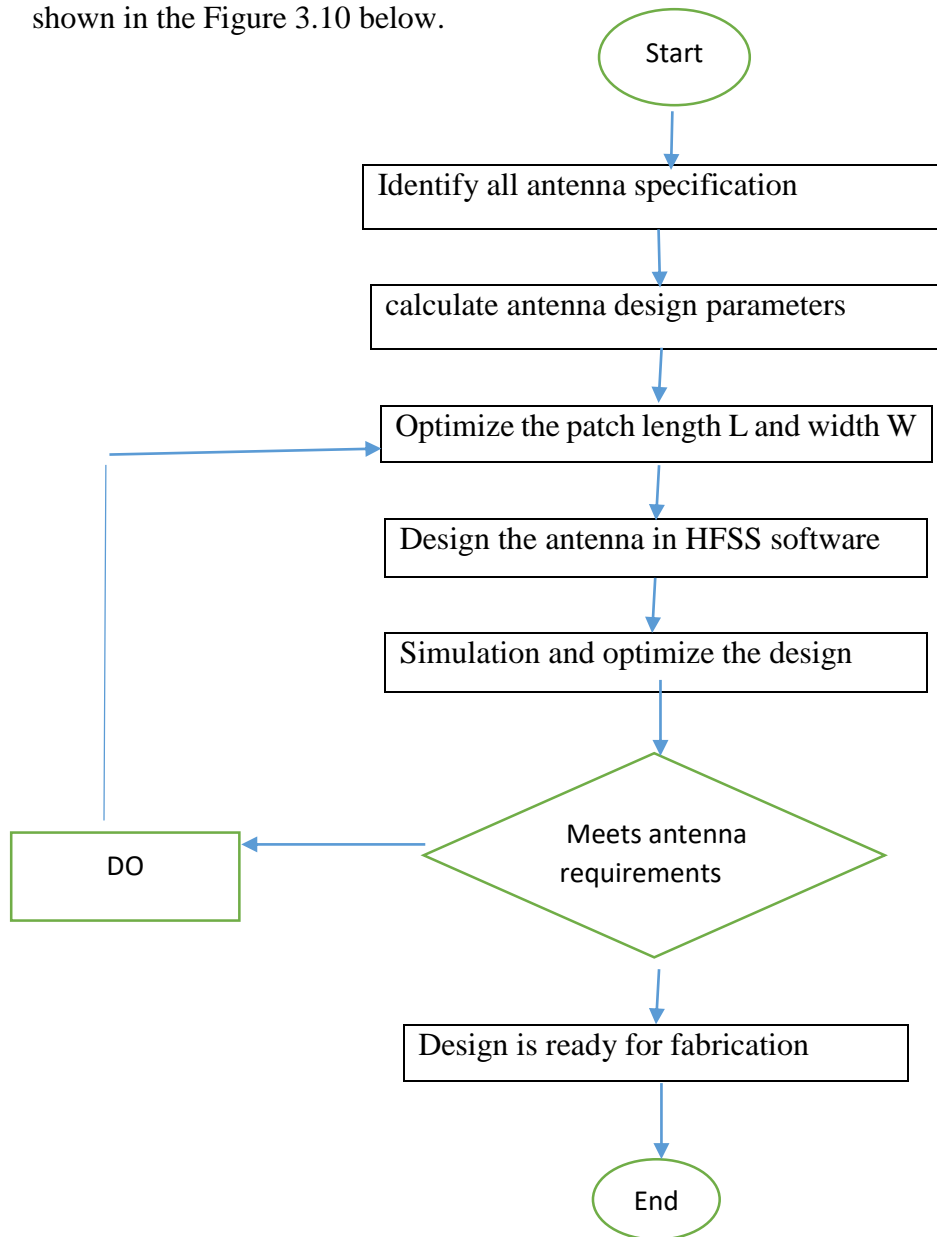 shown in the Figure 3.10 below.
Start
Identify all antenna specification
calculate antenna design parameters
Optimize the patch length L and width W
Design the antenna in HFSS software
Simulation and optimize the design
Meets antenna
requirements
DO
Design is ready for fabrication
End